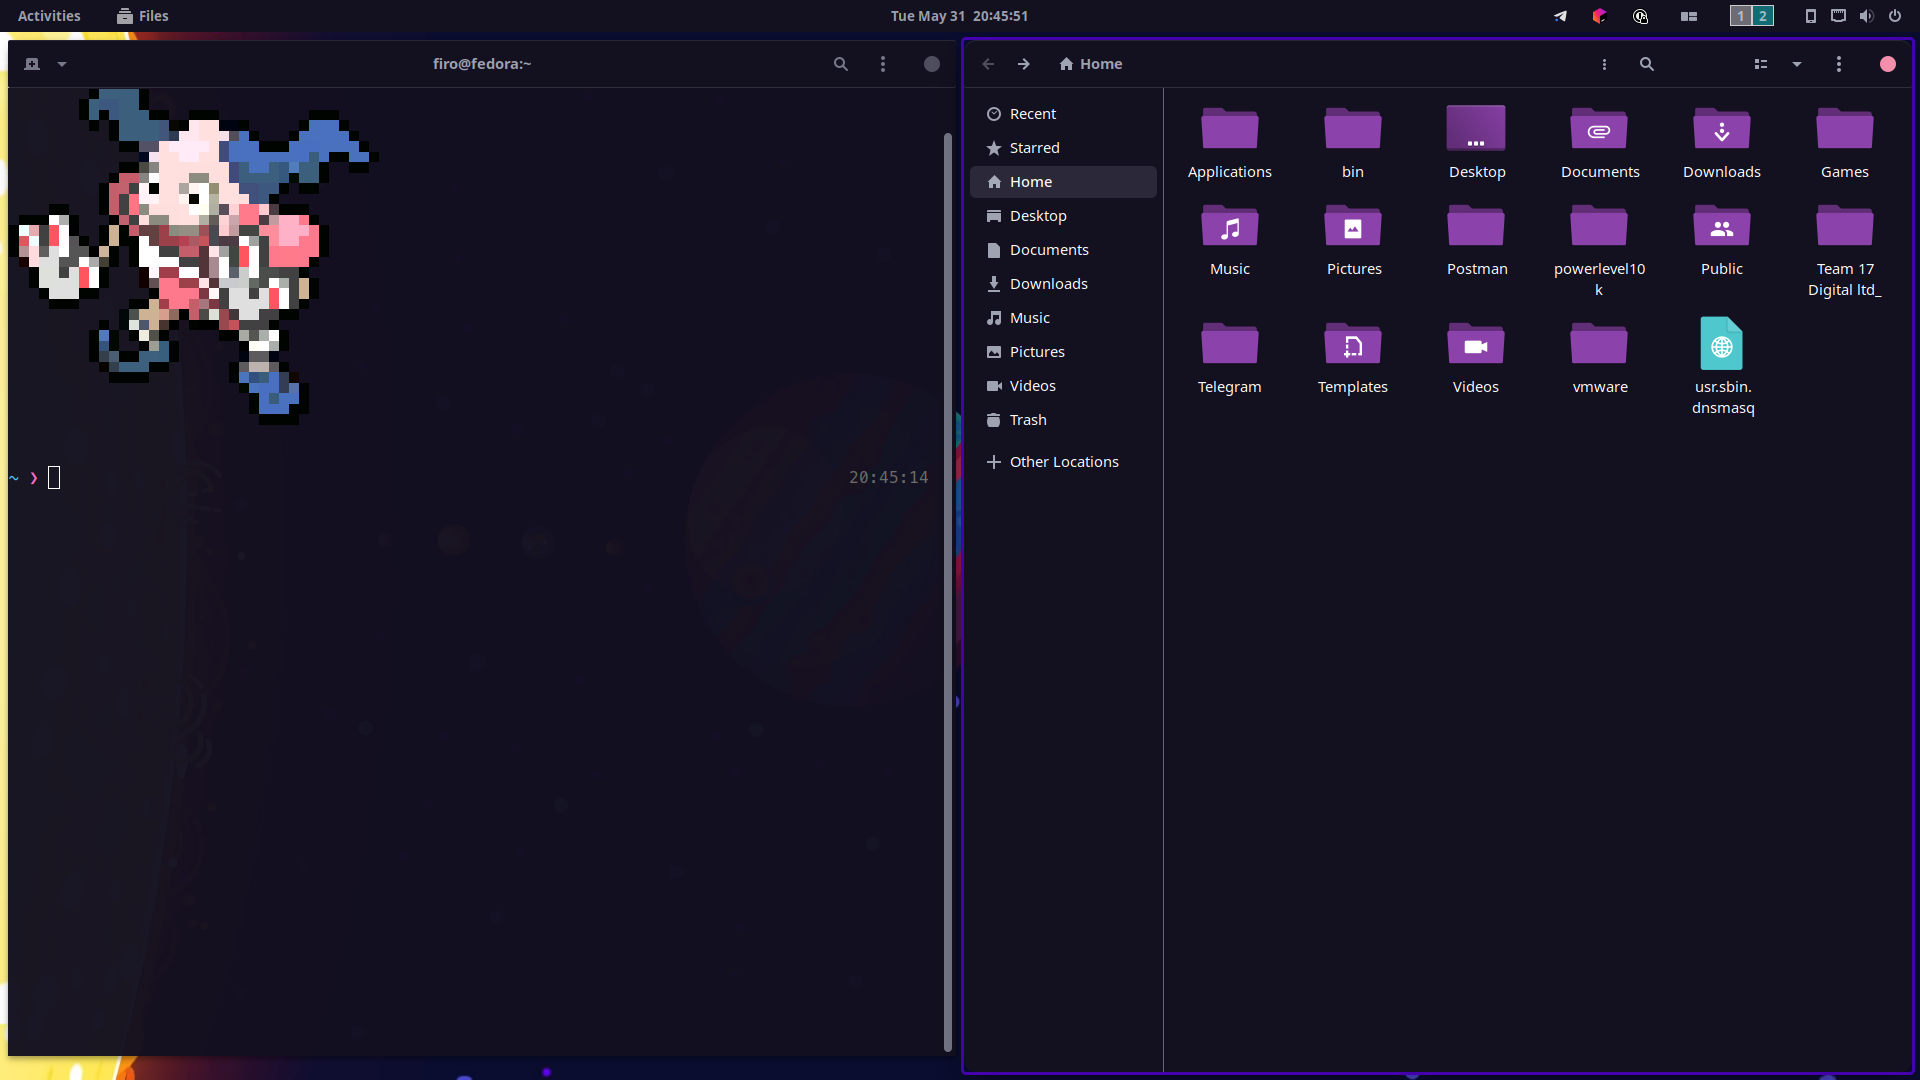 Activities
Files
Tue May 31 20:45:51
1 2
firo@fedora:~
~ ❯
20:45:14
Home
Recent
Starred
Home
Desktop
Documents
Downloads
Music
Pictures
Videos
Trash
Other Locations
Applications
bin
Desktop
Documents
Downloads
Games
Music
Pictures
Postman
powerlevel10
k
Public
Team 17
Digital ltd_
Telegram
Templates
Videos
vmware
usr.sbin.
dnsmasq